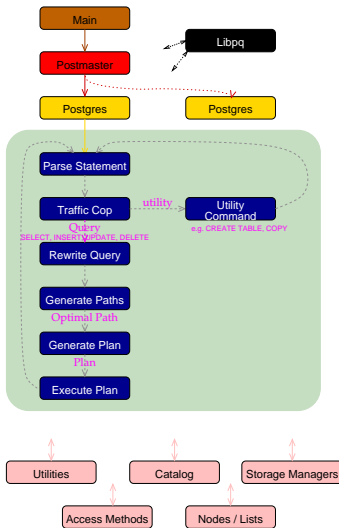 Main
Libpq
Postmaster
Postgres
Postgres
Parse Statement
utility
Traffic Cop
Utility
Command
Query
SELECT, INSERT, UPDATE, DELETE
e.g. CREATE TABLE, COPY
Rewrite Query
Generate Paths
Optimal Path
Generate Plan
Plan
Execute Plan
Utilities
Catalog
Storage Managers
Access Methods
Nodes / Lists